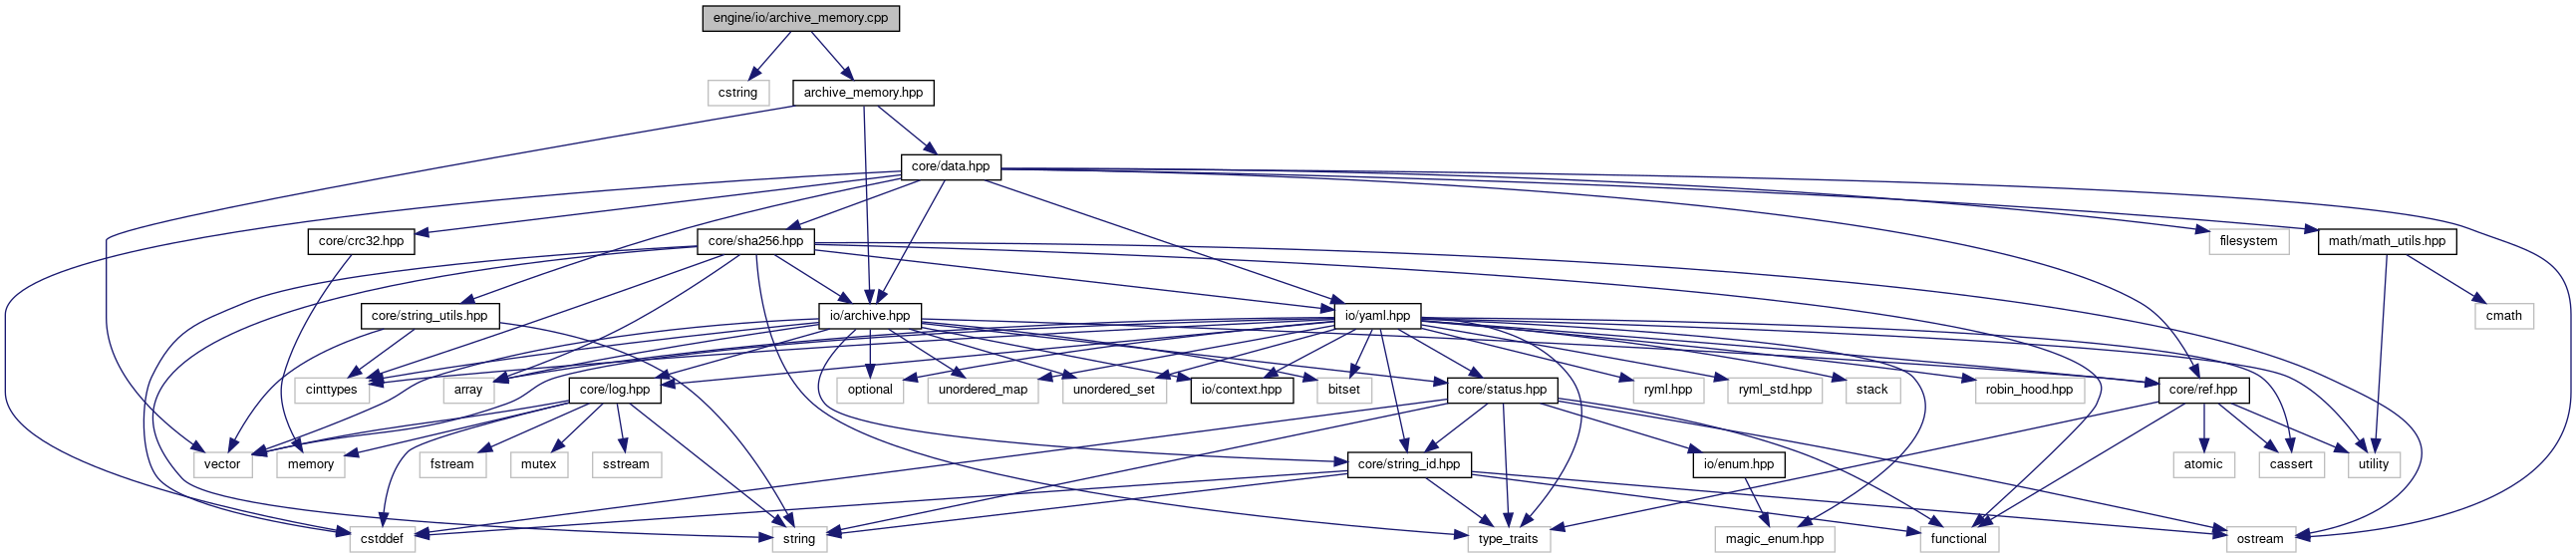 engine/io/archive_memory.cpp
cstring
archive_memory.hpp
core/data.hpp
core/crc32.hpp
core/sha256.hpp
filesystem
math/math_utils.hpp
core/string_utils.hpp
io/archive.hpp
io/yaml.hpp
cmath
cinttypes
array
core/log.hpp
optional
unordered_map
unordered_set
io/context.hpp
bitset
core/status.hpp
ryml.hpp
ryml_std.hpp
stack
robin_hood.hpp
core/ref.hpp
vector
memory
fstream
mutex
sstream
core/string_id.hpp
io/enum.hpp
atomic
cassert
utility
cstddef
string
type_traits
magic_enum.hpp
functional
ostream